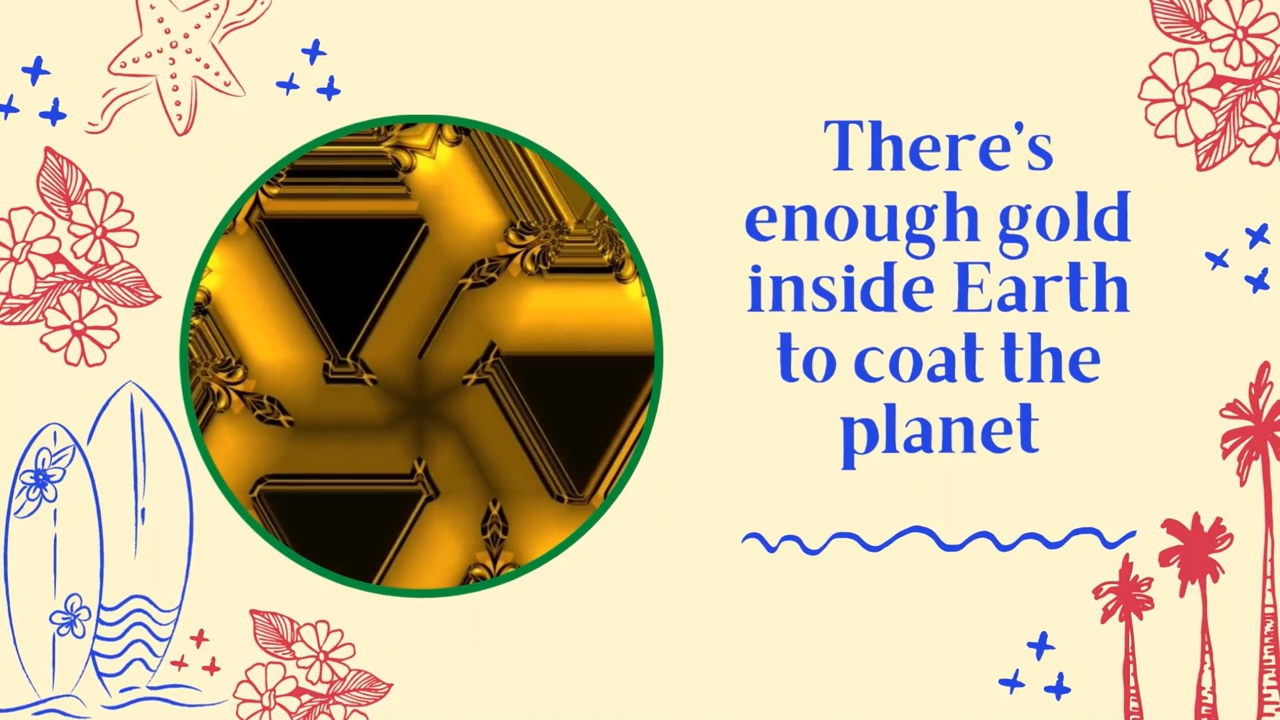 There’s
enough gold
inside Earth
to coat the
planet